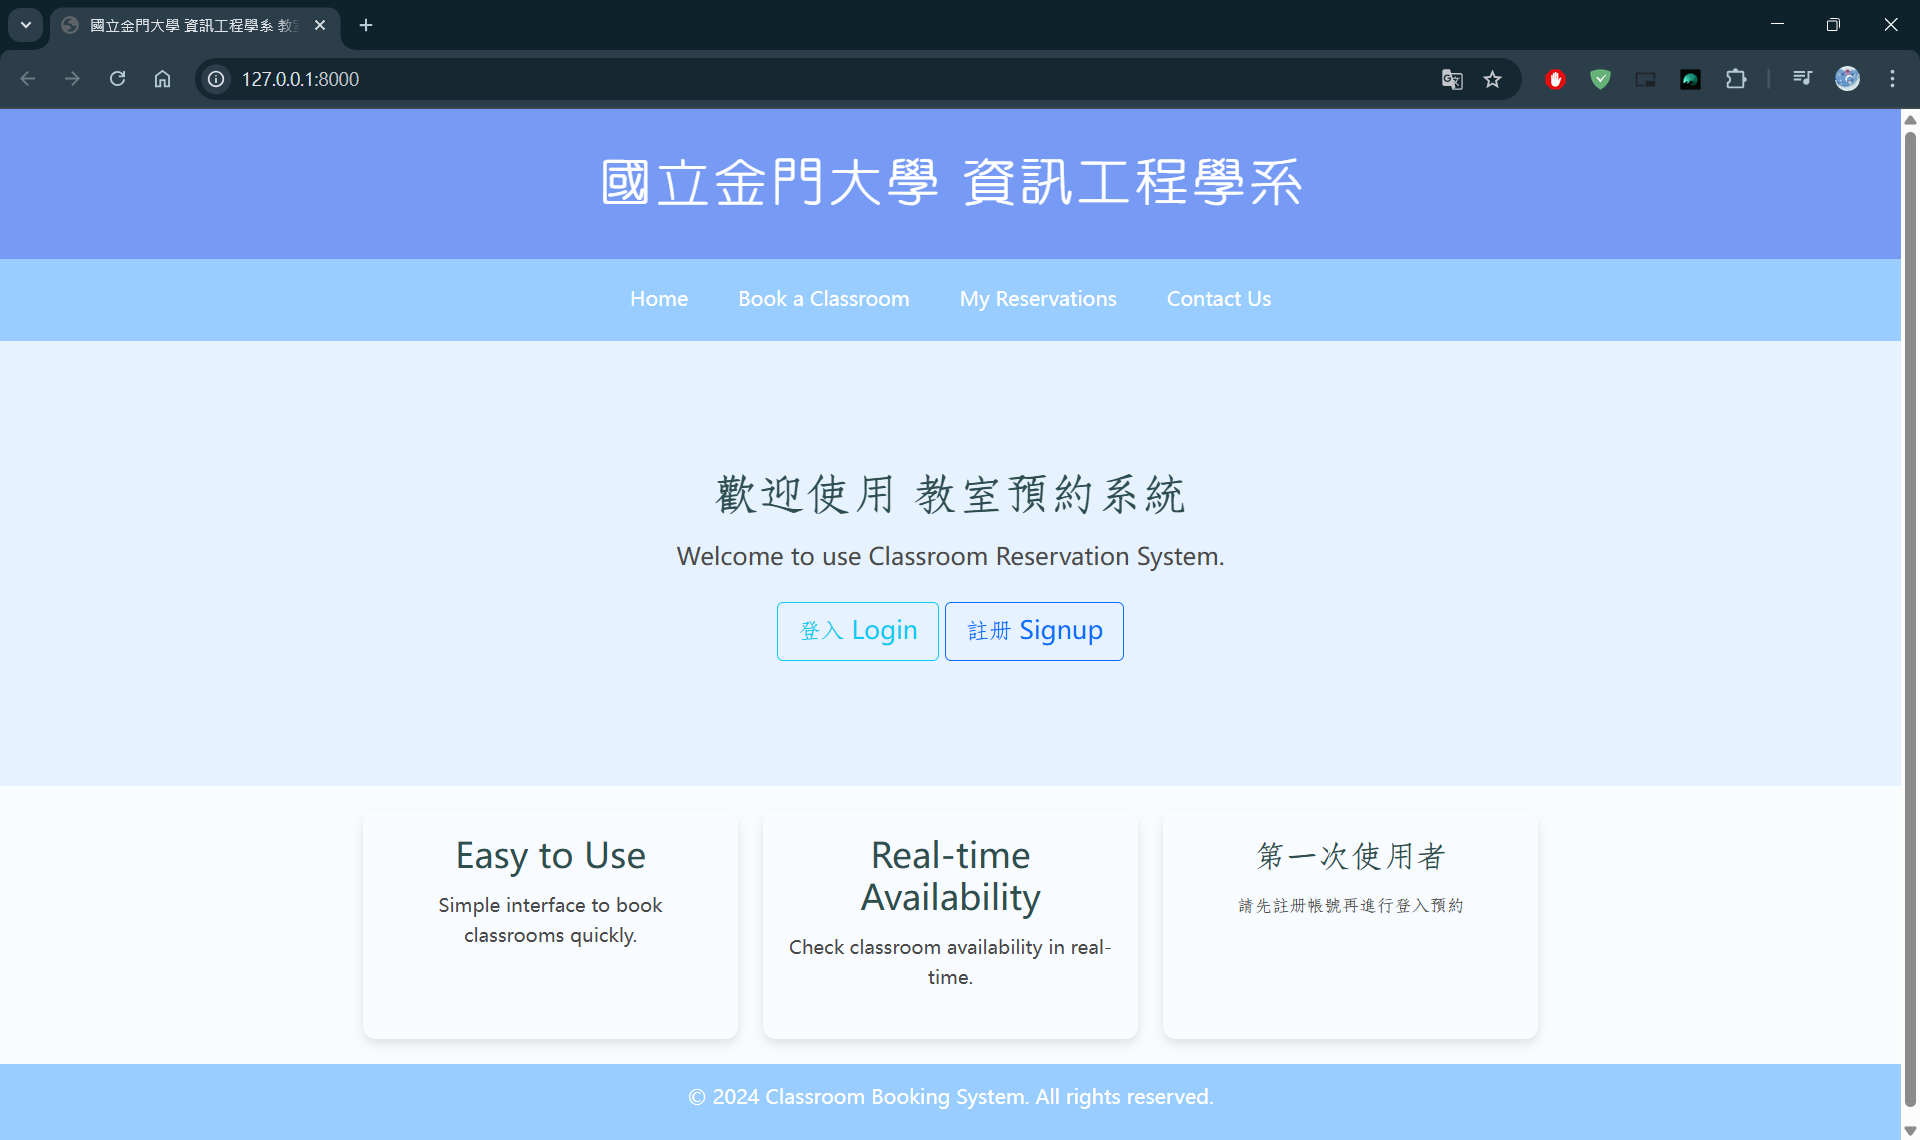 國立金門大學 資訊工程學系 教
127.0.0.1:8000
國立金門大學 資訊工程學系
Home Book a Classroom My Reservations Contact Us
歡迎使用 教室預約系統
Welcome to use Classroom Reservation System.
登入 Login 註册 Signup
Easy to Use
Simple interface to book
classrooms quickly.
Real-time
Availability
Check classroom availability in real-
time.
第一次使用者
請先註册帳號再進行登入預約
© 2024 Classroom Booking System. All rights reserved.